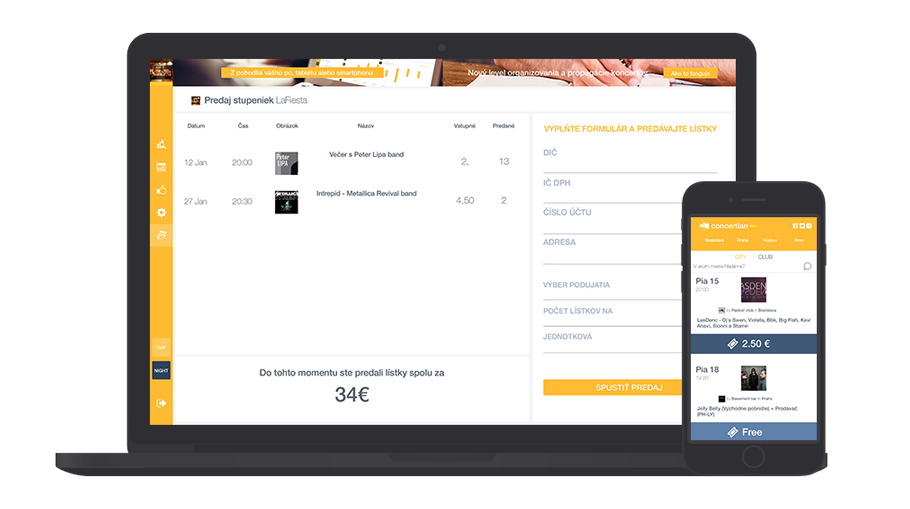 Z pohodlia vášho pc, tabletu alebo smartphonu
Nový level organizovania a propagácie koncertov
Ako to funguje
Predaj stupeniek LaFiesta
Dátum Čas Obrázok Názov Vstupné Predané
12 Jan 20:00 Peter LIPA Večer s Peter Lipa band 2, 13
27 Jan 20:30 Intrepid - Metallica Revival band 4,50 2
Do tohto momentu ste predali lístky spolu za
34€
DAY
NIGHT
VYPLŇTE FORMULÁR A PREDÁVAJTE LÍSTKY
DIČ
IČ DPH
ČÍSLO ÚČTU
ADRESA
VÝBER PODUJATIA
POČET LÍSTKOV NA
JEDNOTKOVÁ
SPUSTIŤ PREDAJ
concertian
Bratislava Praha Košice Brno
CITY CLUB
V akom meste hľadáme?
Pia 15
20:00
LASDENC
by Radosť club in Bratislava
LasDenc - Dj's Swen, Violeta, Bbk, Big Fish, Kevi
Anavi, Sionni a Stame
2.50 €
Pia 18
19:20
by Basement bar in Praha
Jelly Belly (Východne pobrežie) + Predavač
(PH-LY)
Free